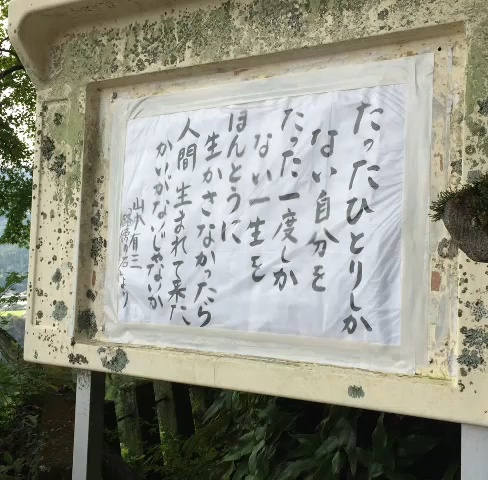 たったひとりしか
ない自分を
たった一度しか
ない一生を
ほんとうに
生かさなかったら
人間生まれて来た
かいがないじゃないか
山本有三
路傍の石より